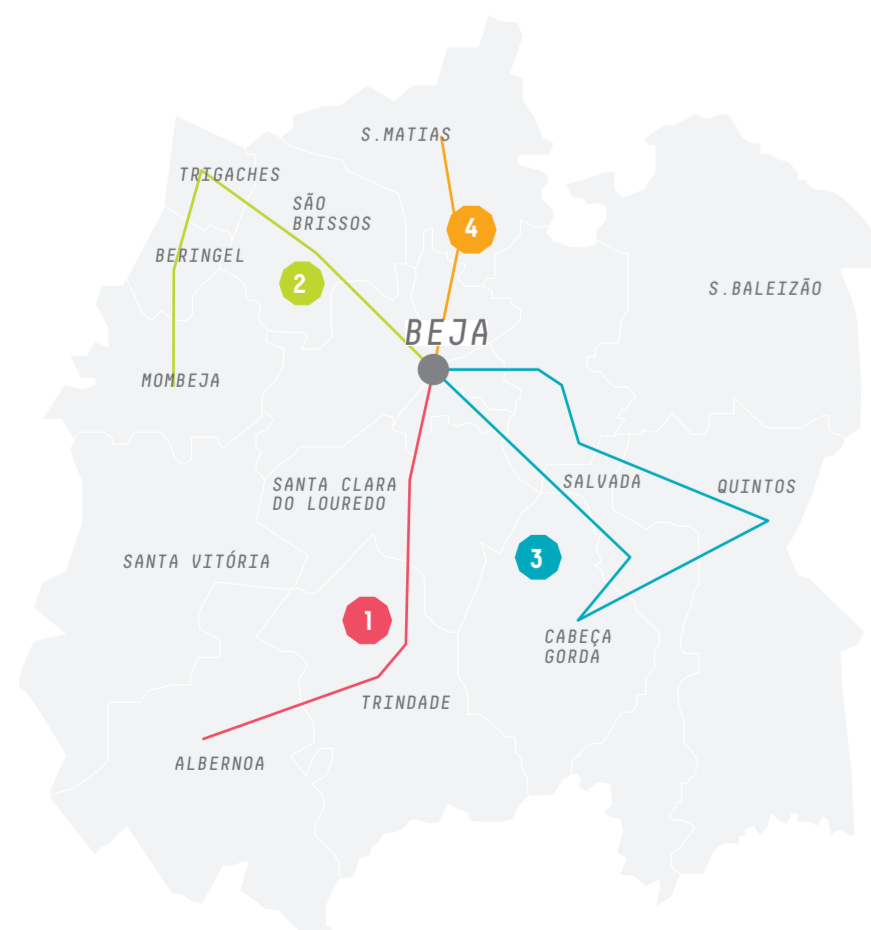 S.MATIAS
TRIGACHES
SÃO
BRISSOS
4
BERINGEL
2
S.BALEIZÃO
BEJA
MOMBEJA
SANTA CLARA
DO LOUREDO
SALVADA
QUINTOS
SANTA VITÓRIA
3
1
CABEÇA
GORDA
TRINDADE
ALBERNOA